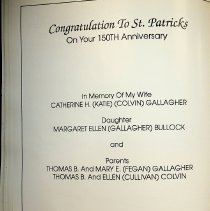 Congratulation To St. Patricks
On Your 150TH Anniversary
In Memory Of My Wife
CATHERINE H. (KATIE) (COLVIN) GALLAGHER
Daughter
MARGARET ELLEN (GALLAGHER) BULLOCK
and
Parents
THOMAS B. And MARY E. (FEGAN) GALLAGHER
THOMAS B. And ELLEN (CULLIVAN) COLVIN